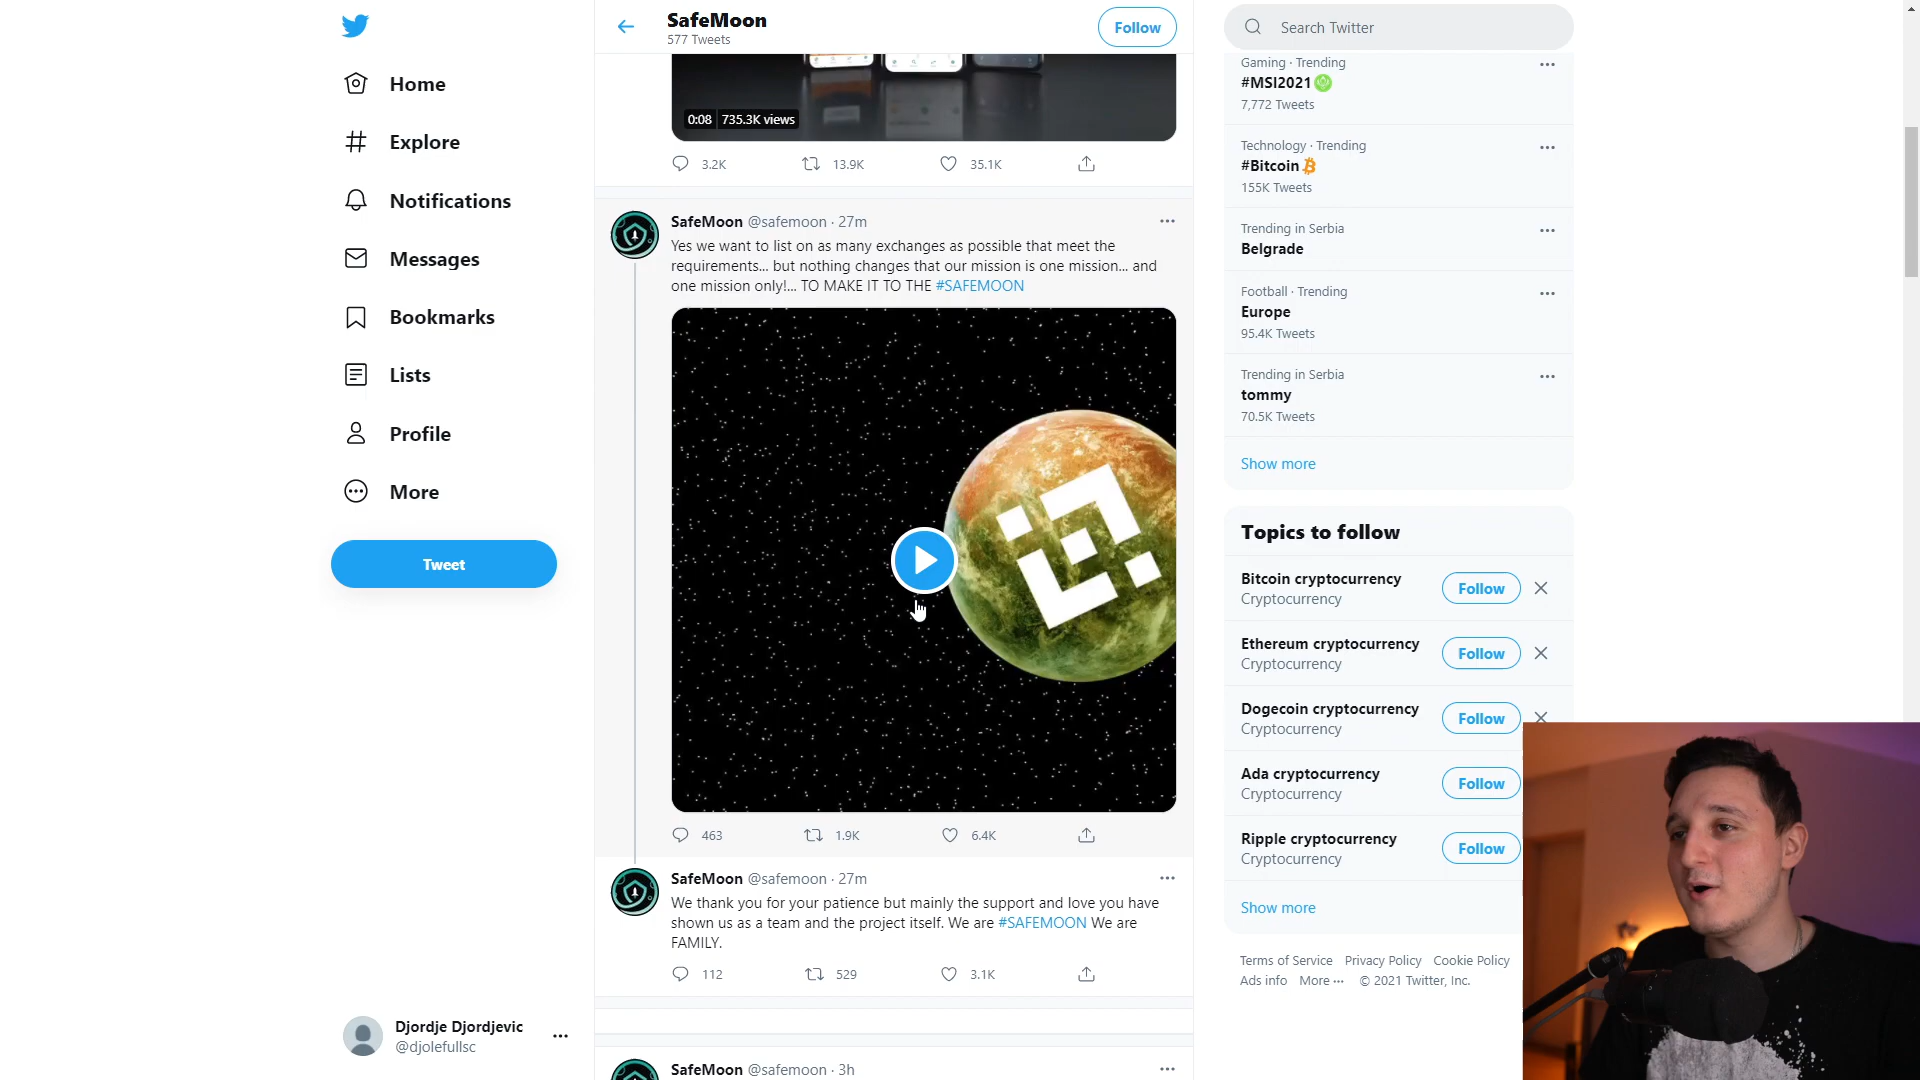 Home
Explore
Notifications
Messages
Bookmarks
Lists
Profile
More
Tweet
Djordje Djordjevic
@djolefullsc
SafeMoon
577 Tweets
Follow
0:08 735.3K views
3.2K 13.9K 35.1K
SafeMoon @safemoon · 27m
Yes we want to list on as many exchanges as possible that meet the
requirements... but nothing changes that our mission is one mission... and
one mission only!... TO MAKE IT TO THE #SAFEMOON
463 1.9K 6.4K
SafeMoon @safemoon · 27m
We thank you for your patience but mainly the support and love you have
shown us as a team and the project itself. We are #SAFEMOON We are
FAMILY.
112 529 3.1K
SafeMoon @safemoon · 3h
Search Twitter
Gaming · Trending
#MSI2021
7,772 Tweets
Technology · Trending
#Bitcoin
155K Tweets
Trending in Serbia
Belgrade
Football · Trending
Europe
95.4K Tweets
Trending in Serbia
tommy
70.5K Tweets
Show more
Topics to follow
Bitcoin cryptocurrency
Cryptocurrency
Follow
Ethereum cryptocurrency
Cryptocurrency
Follow
Dogecoin cryptocurrency
Cryptocurrency
Follow
Ada cryptocurrency
Cryptocurrency
Follow
Ripple cryptocurrency
Cryptocurrency
Follow
Show more
Terms of Service Privacy Policy Cookie Policy
Ads info More ··· © 2021 Twitter, Inc.